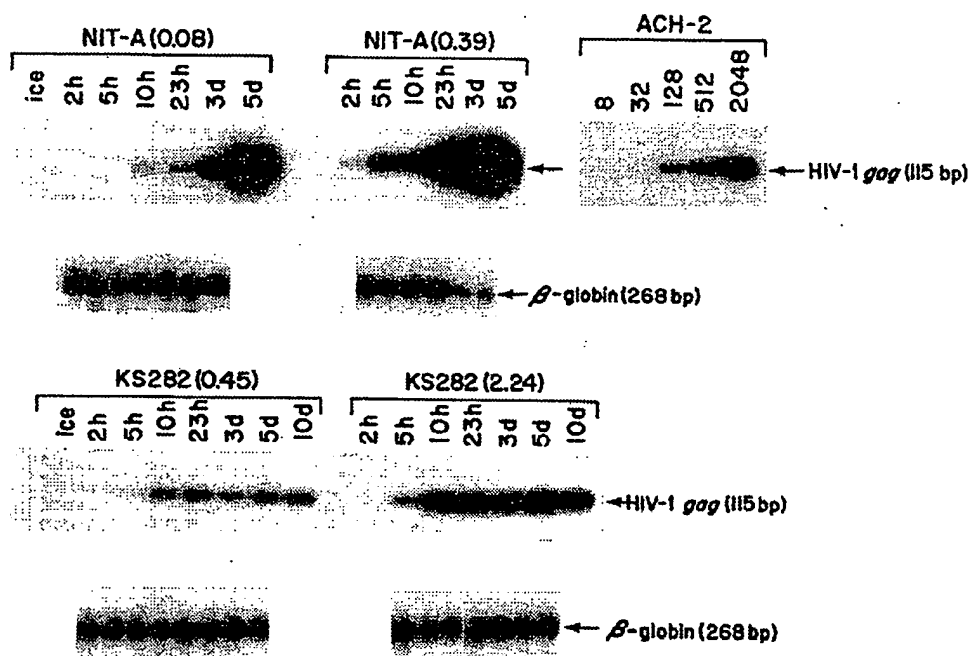 NIT-A (0.08)
ice 2h 5h 10h 23h 3d 5d
NIT-A (0.39)
2h 5h 10h 23h 3d 5d
ACH-2
8 32 128 512 2048
HIV-1 gag (115 bp)
β-globin (268 bp)
KS282 (0.45)
ice 2h 5h 10h 23h 3d 5d 10d
KS282 (2.24)
2h 5h 10h 23h 3d 5d 10d
HIV-1 gag (115 bp)
β-globin (268 bp)